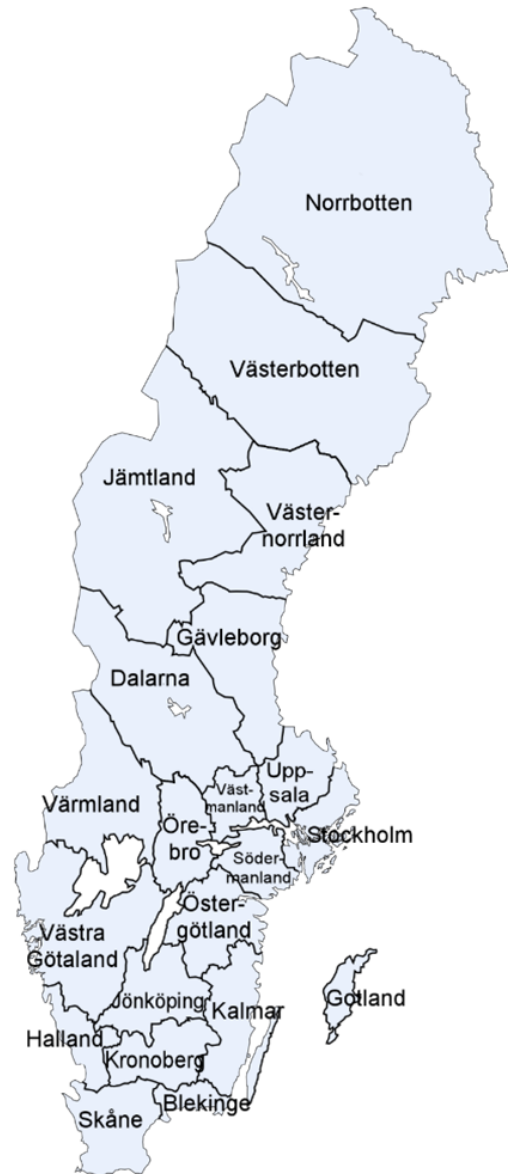 Norrbotten
Västerbotten
Jämtland
Väster-
norrland
Gävleborg
Dalarna
Upp-
sala
Väst-
manland
Värmland
Öre-
bro
Stockholm
Söder-
manland
Öster-
götland
Västra
Götaland
Jönköping
Kalmar
Gotland
Halland
Kronoberg
Blekinge
Skåne